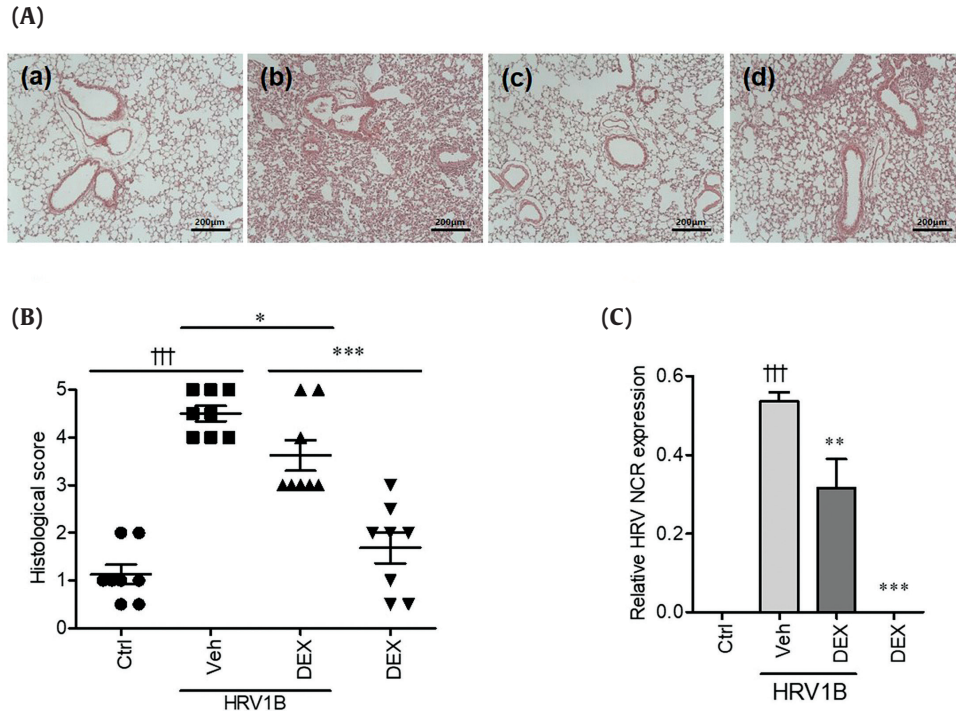 (A)
(a) (b) (c) (d)
200μm 200μm 200μm 200μm
(B)
*
††† ***
Histological score
5
4
3
2
1
0
Ctrl Veh DEX DEX
HRV1B
(C)
Relative HRV NCR expression
0.6
0.4
0.2
0.0
†††
**
***
Ctrl Veh DEX DEX
HRV1B